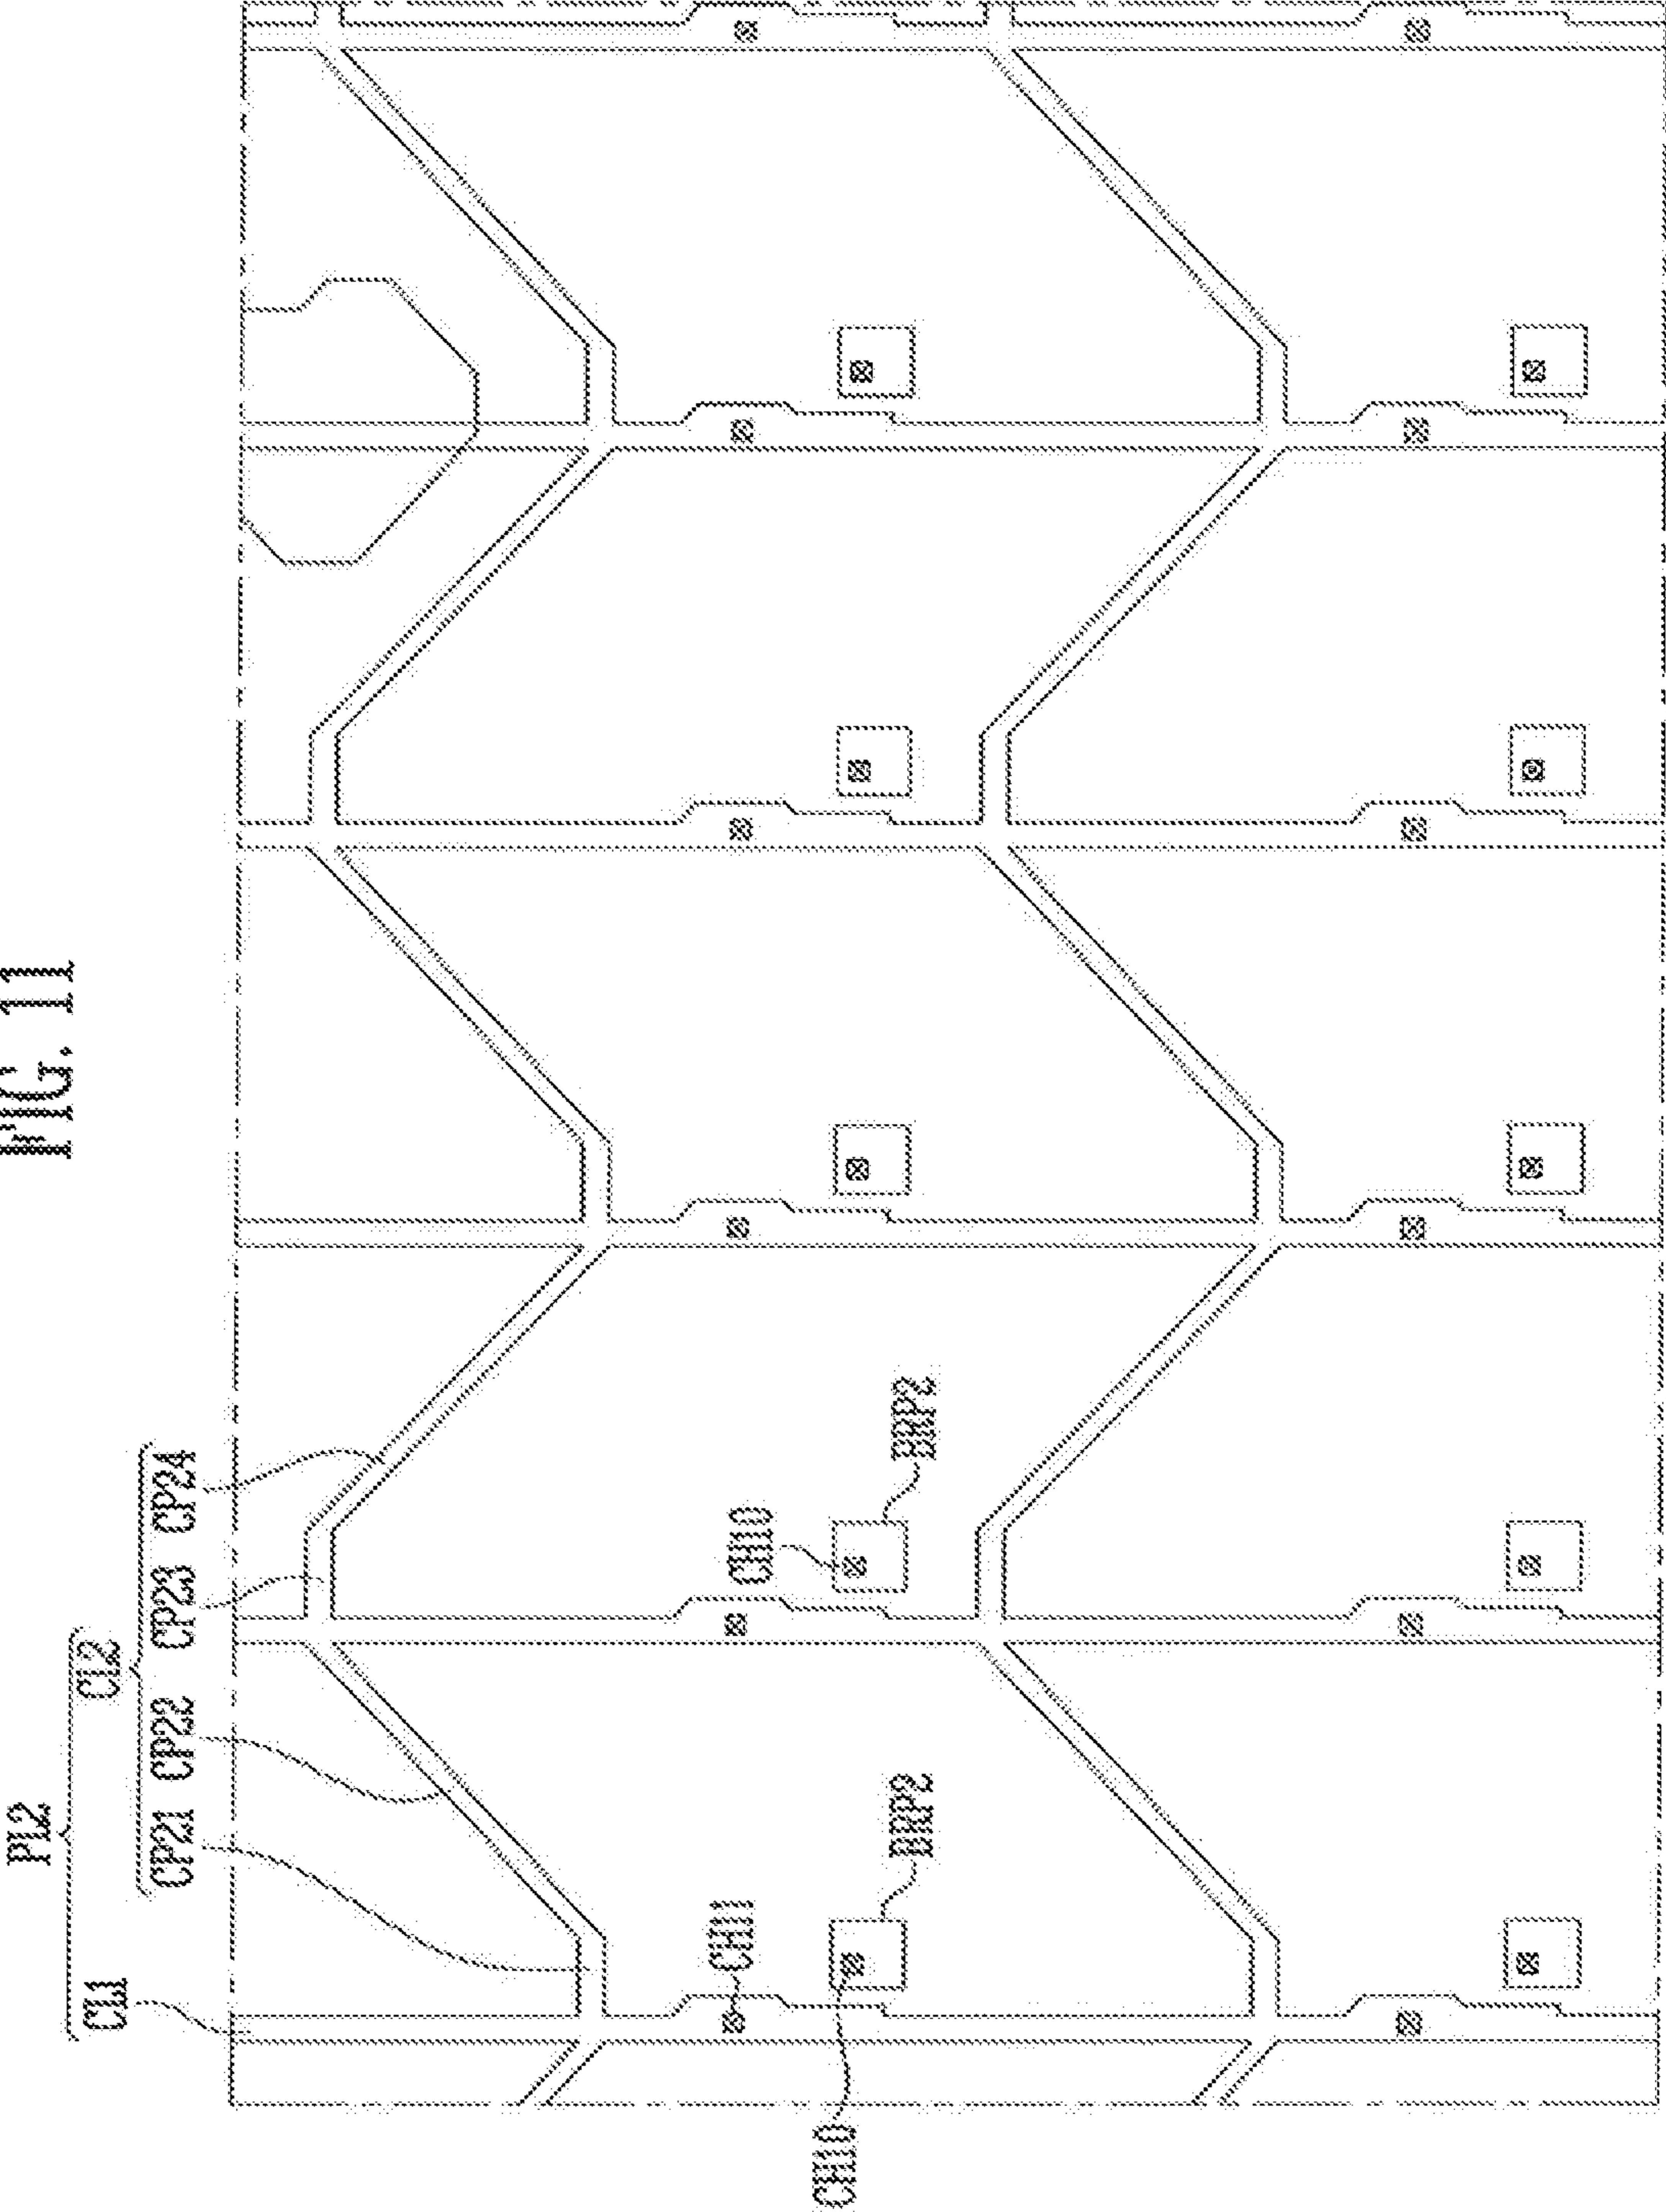 FIG. 11
PL2
CL1
CL2
CP21 CP22 CP23 CP24
CH11
CH10
CH10
BRP2
BRP2